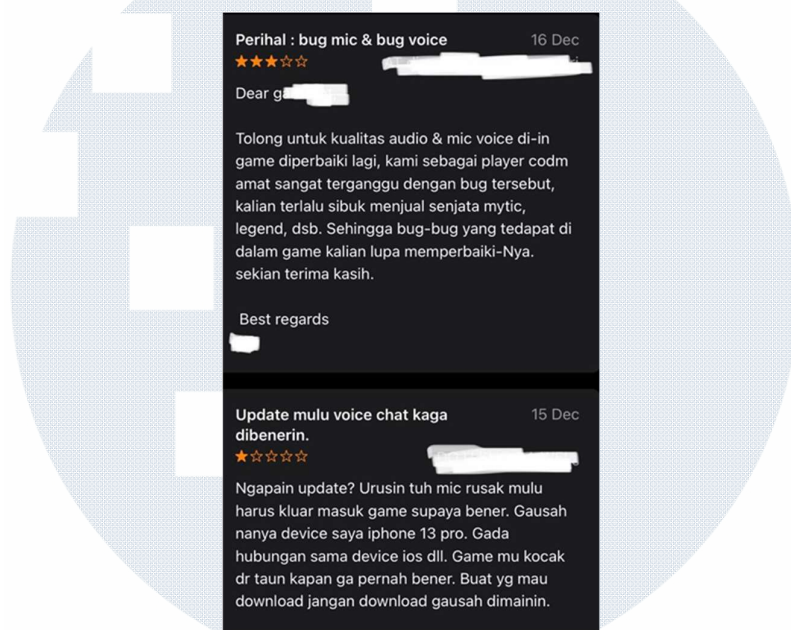 Perihal : bug mic & bug voice
16 Dec
Dear
Tolong untuk kualitas audio & mic voice di-in
game diperbaiki lagi, kami sebagai player codm
amat sangat terganggu dengan bug tersebut,
kalian terlalu sibuk menjual senjata mytic,
legend, dsb. Sehingga bug-bug yang tedapat di
dalam game kalian lupa memperbaiki-Nya.
sekian terima kasih.
Best regards
Update mulu voice chat kaga
15 Dec
dibenerin.
Ngapain update? Urusin tuh mic rusak mulu
harus kluar masuk game supaya bener. Gausah
nanya device saya iphone 13 pro. Gada
hubungan sama device ios dll. Game mu kocak
dr taun kapan ga pernah bener. Buat yg mau
download jangan download gausah dimainin.